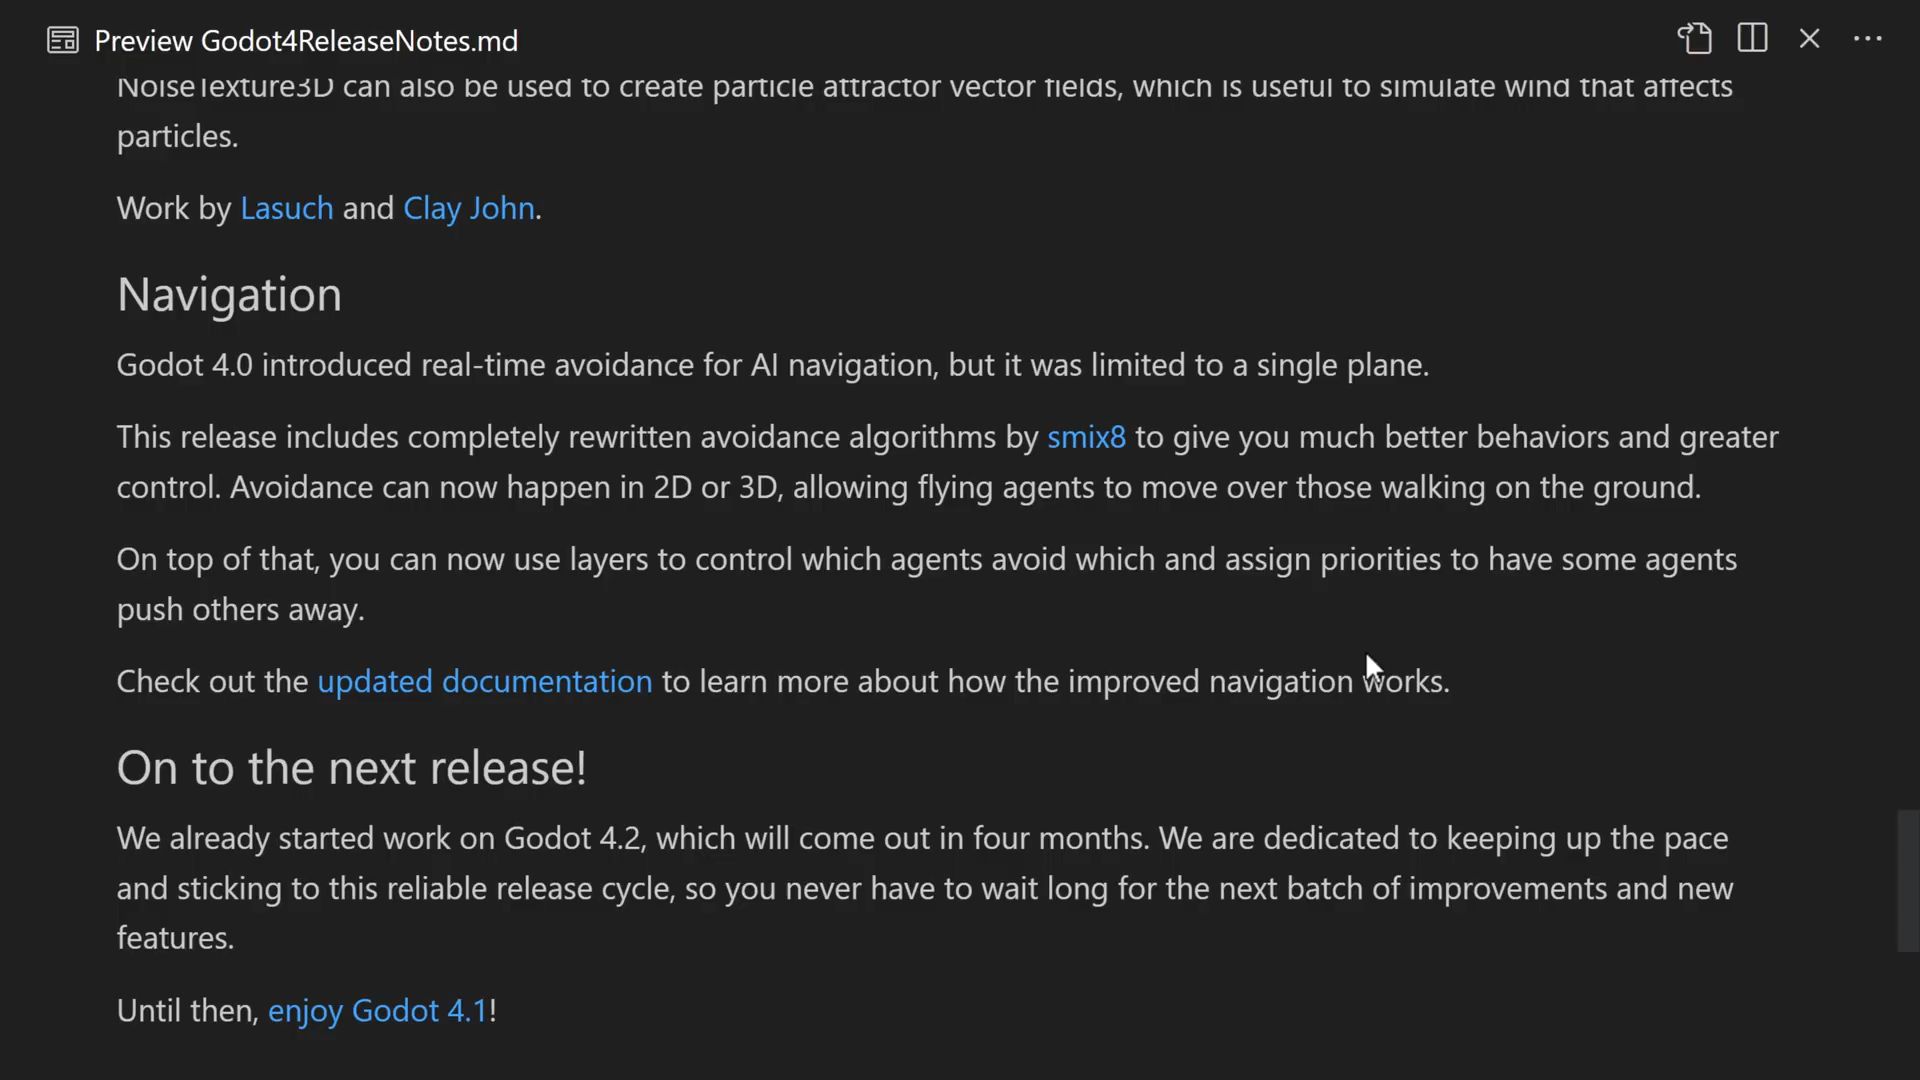 Preview Godot4ReleaseNotes.md
NoiseTexture3D can also be used to create particle attractor vector fields, which is useful to simulate wind that affects
particles.
Work by Lasuch and Clay John.
Navigation
Godot 4.0 introduced real-time avoidance for AI navigation, but it was limited to a single plane.
This release includes completely rewritten avoidance algorithms by smix8 to give you much better behaviors and greater
control. Avoidance can now happen in 2D or 3D, allowing flying agents to move over those walking on the ground.
On top of that, you can now use layers to control which agents avoid which and assign priorities to have some agents
push others away.
Check out the updated documentation to learn more about how the improved navigation works.
On to the next release!
We already started work on Godot 4.2, which will come out in four months. We are dedicated to keeping up the pace
and sticking to this reliable release cycle, so you never have to wait long for the next batch of improvements and new
features.
Until then, enjoy Godot 4.1!